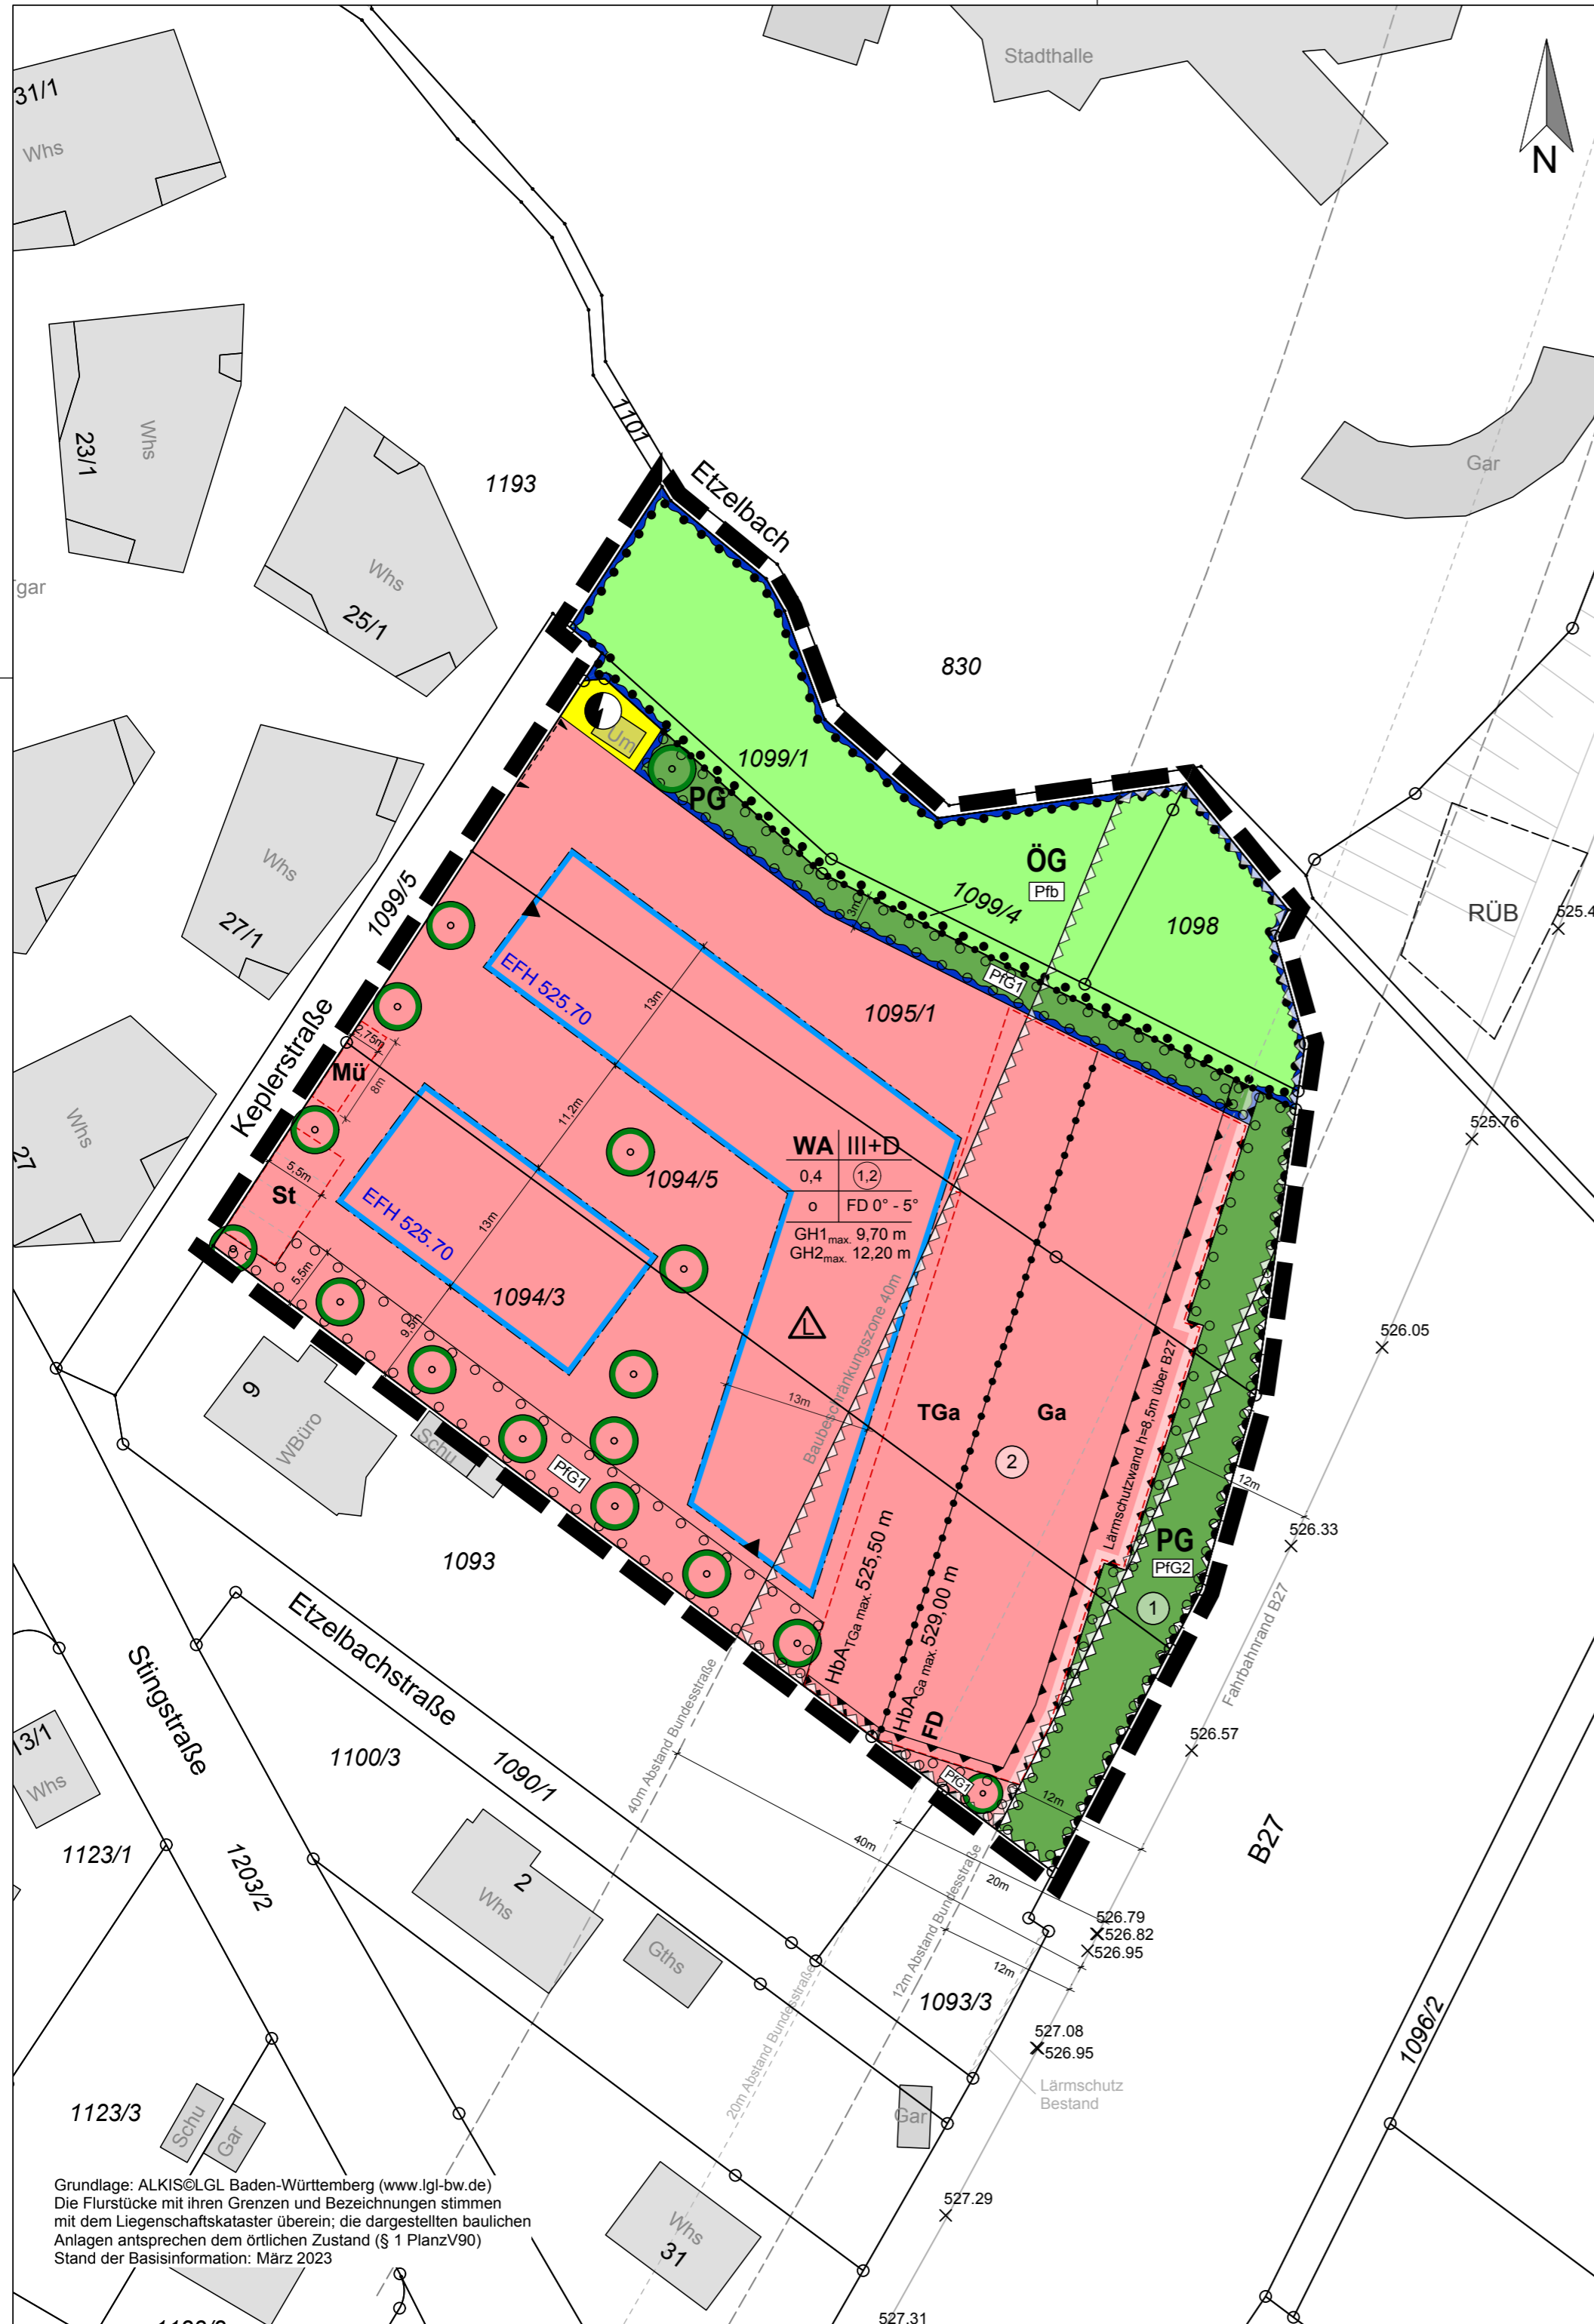 Stadthalle
N
31/1
Whs
23/1
Whs
1193
1101
Etzelbach
Gar
Whs
25/1
gar
830
1099/1
Um
PG
ÖG
Pfb
1099/4
1098
RÜB
525.4
Whs
27/1
1099/5
3m
PfG1
EFH 525.70
13m
1095/1
Keplerstraße
2,75m
Mü
8m
11,2m
525.76
Whs
27
WA III+D
0,4 1,2
o FD 0° - 5°
GH1max. 9,70 m
GH2max. 12,20 m
1094/5
5,5m
St
EFH 525.70
13m
5,5m
1094/3
9,5m
L
Baubeschränkungszone 40m
526.05
Lärmschutzwand h=8,5m über B27
9
WBüro
Schu
13m
TGa
Ga
2
12m
PfG1
526.33
PG
PfG2
1
1093
HbATGa max. 525,50 m
HbAGa max. 529,00 m
FD
Fahrbahnrand B27
Etzelbachstraße
Stingstraße
526.57
13/1
Whs
1100/3
1090/1
40m Abstand Bundesstraße
PfG1
12m
B27
1123/1
1203/2
2
Whs
40m
20m
12m Abstand Bundesstraße
526.79
526.82
526.95
Gths
12m
20m Abstand Bundesstraße
1093/3
527.08
526.95
1096/2
Lärmschutz
Bestand
1123/3
Schu
Gar
Gar
Grundlage: ALKIS©LGL Baden-Württemberg (www.lgl-bw.de)
Die Flurstücke mit ihren Grenzen und Bezeichnungen stimmen
mit dem Liegenschaftskataster überein; die dargestellten baulichen
Anlagen antsprechen dem örtlichen Zustand (§ 1 PlanzV90)
Stand der Basisinformation: März 2023
527.29
Whs
31
527.31